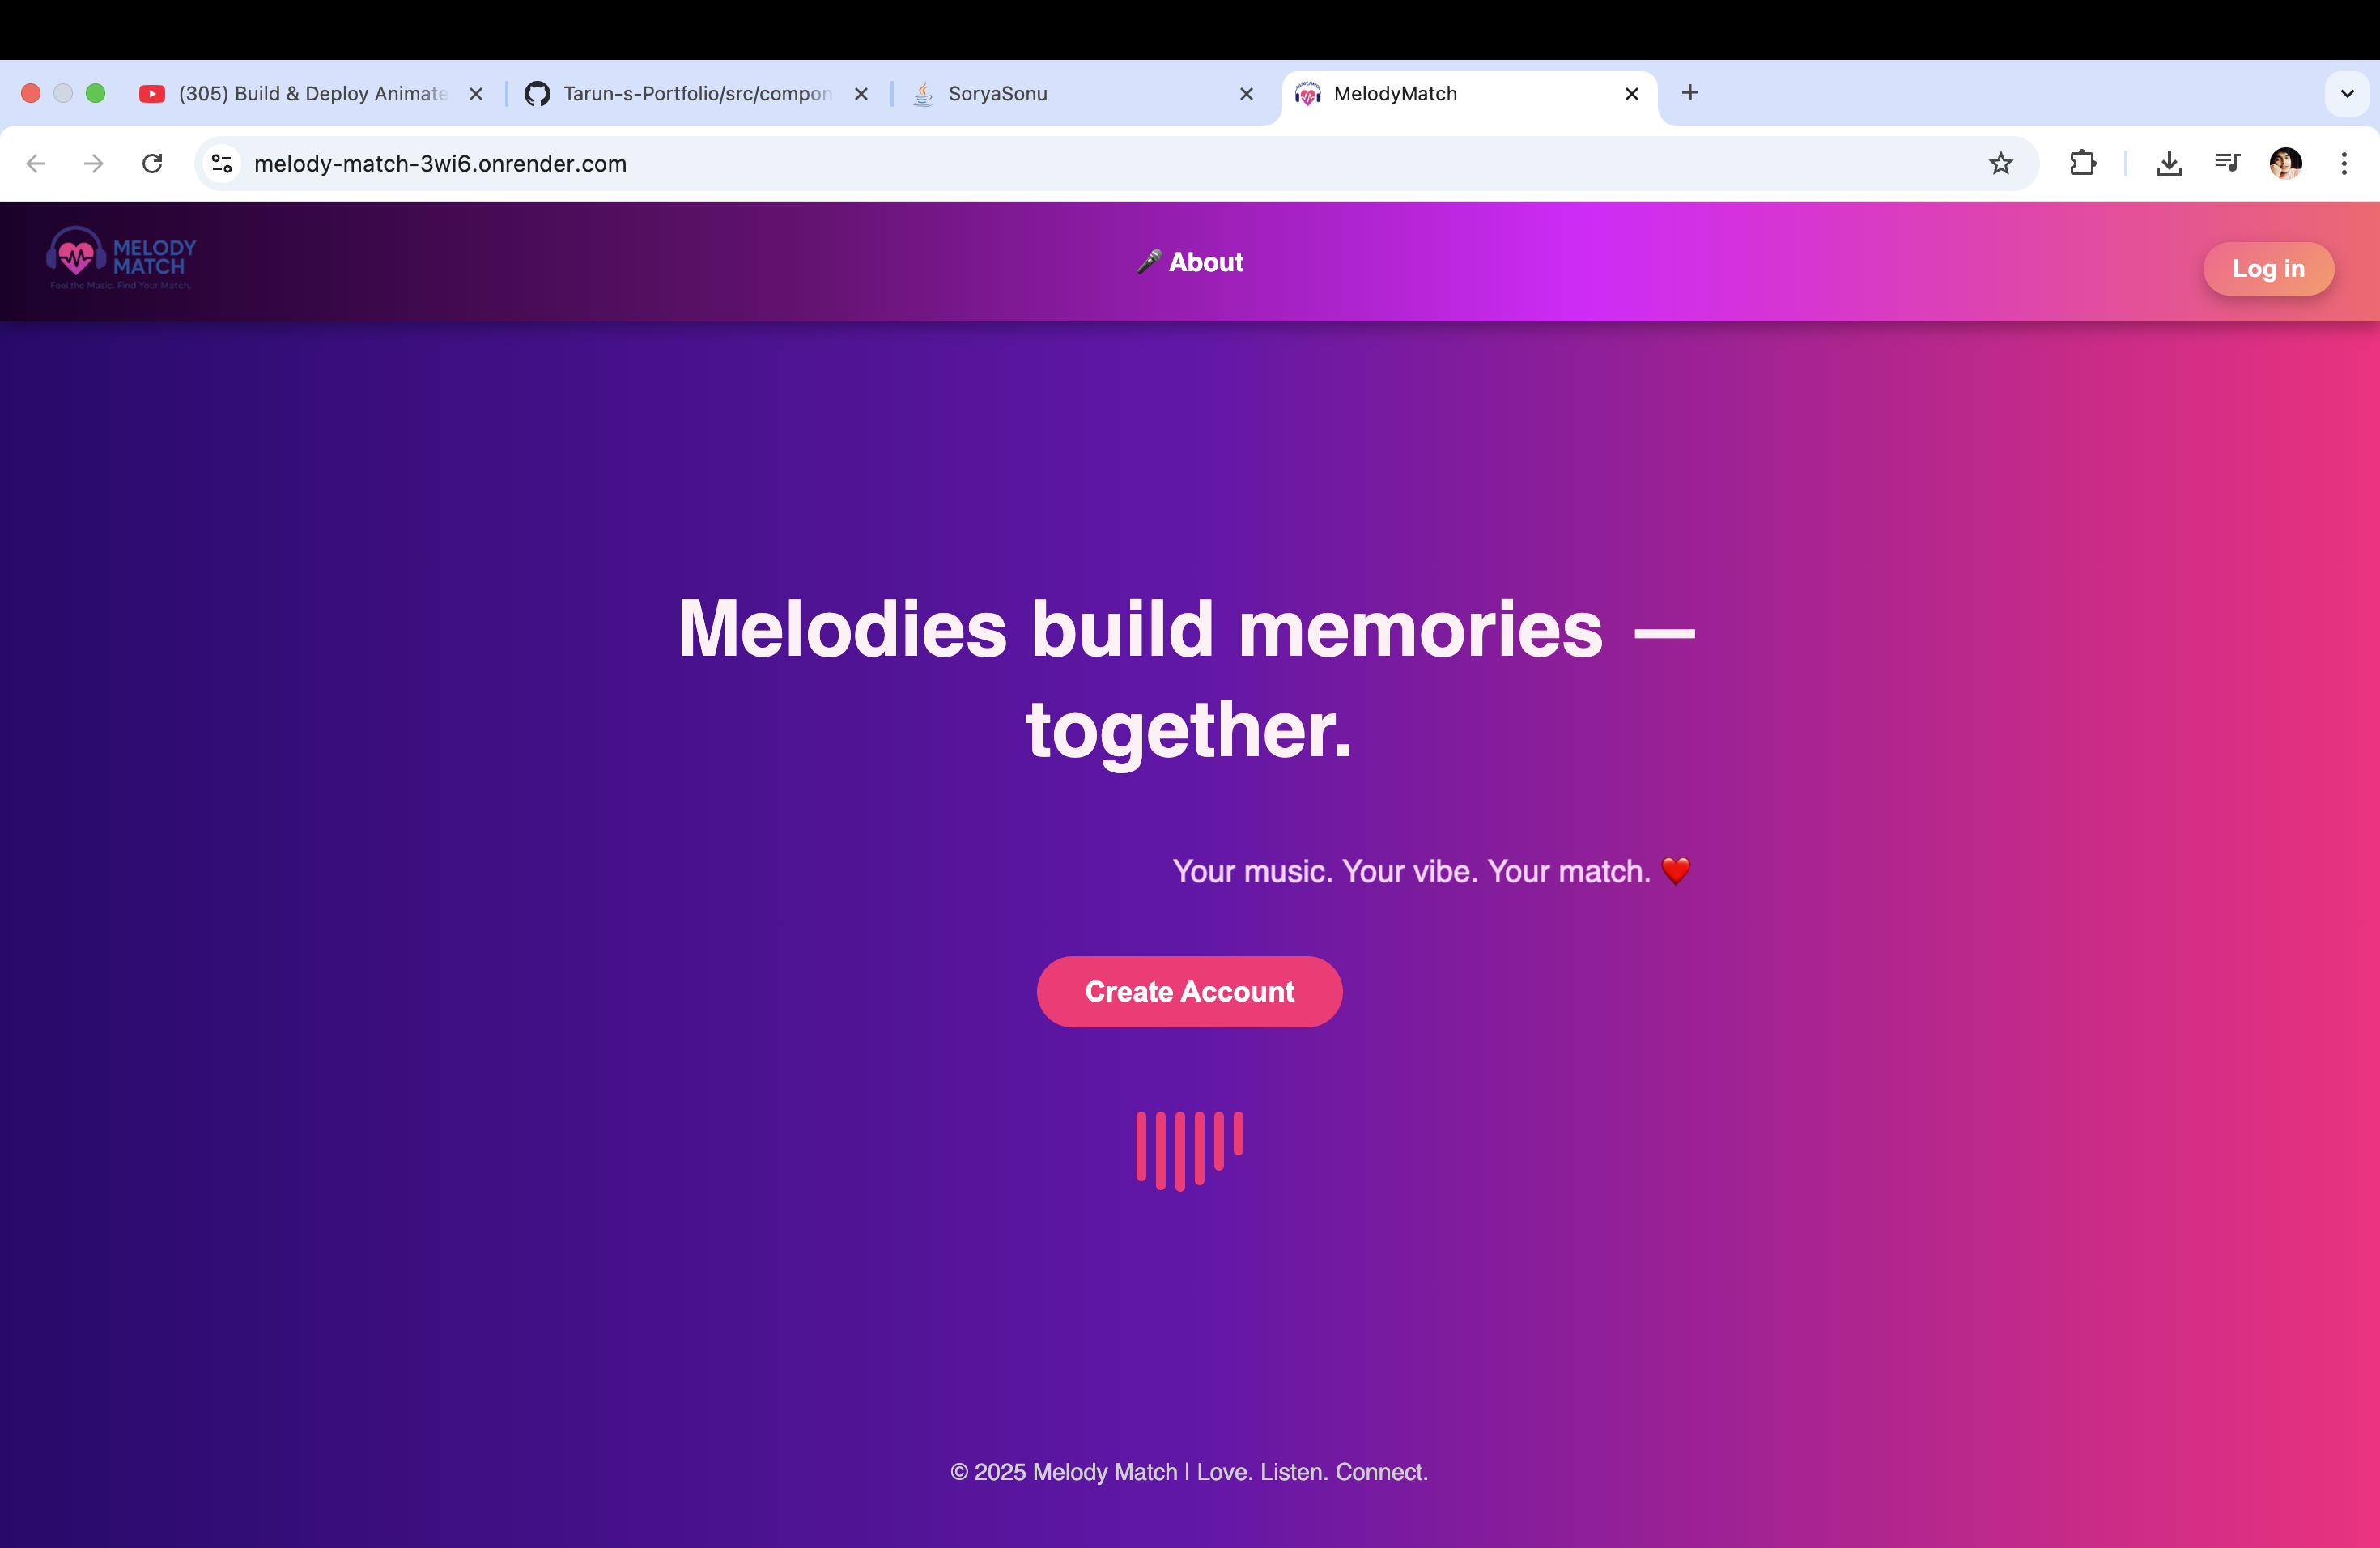 (305) Build & Deploy Animate
Tarun-s-Portfolio/src/compon
SoryaSonu
MelodyMatch
melody-match-3wi6.onrender.com
MELODY
MATCH
Feel the Music. Find Your Match.
🎤 About
Log in
Melodies build memories —
together.
Your music. Your vibe. Your match. ❤️
Create Account
© 2025 Melody Match | Love. Listen. Connect.